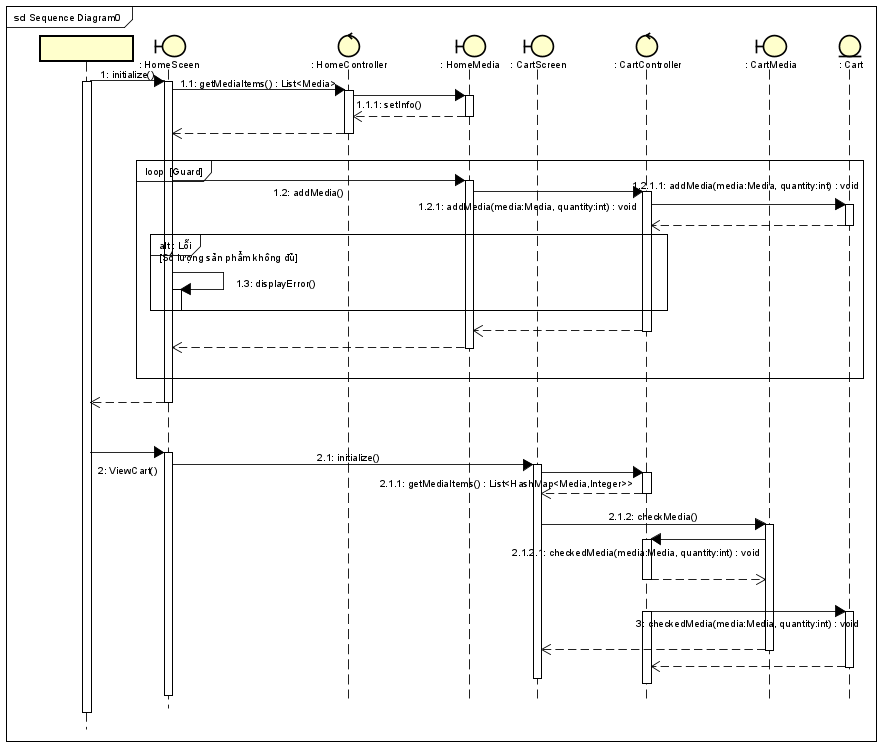 sd Sequence Diagram0
: HomeSceen
: HomeController
: HomeMedia
: CartScreen
: CartController
: CartMedia
: Cart
1: initialize()
1.1: getMediaItems() : List<Media>
1.1.1: setInfo()
loop [Guard]
1.2: addMedia()
1.2.1: addMedia(media:Media, quantity:int) : void
1.2.1.1: addMedia(media:Media, quantity:int) : void
alt : Lỗi
[Số lượng sản phẩm không đủ]
1.3: displayError()
2: ViewCart()
2.1: initialize()
2.1.1: getMediaItems() : List<HashMap<Media,Integer>>
2.1.2: checkMedia()
2.1.2.1: checkedMedia(media:Media, quantity:int) : void
3: checkedMedia(media:Media, quantity:int) : void